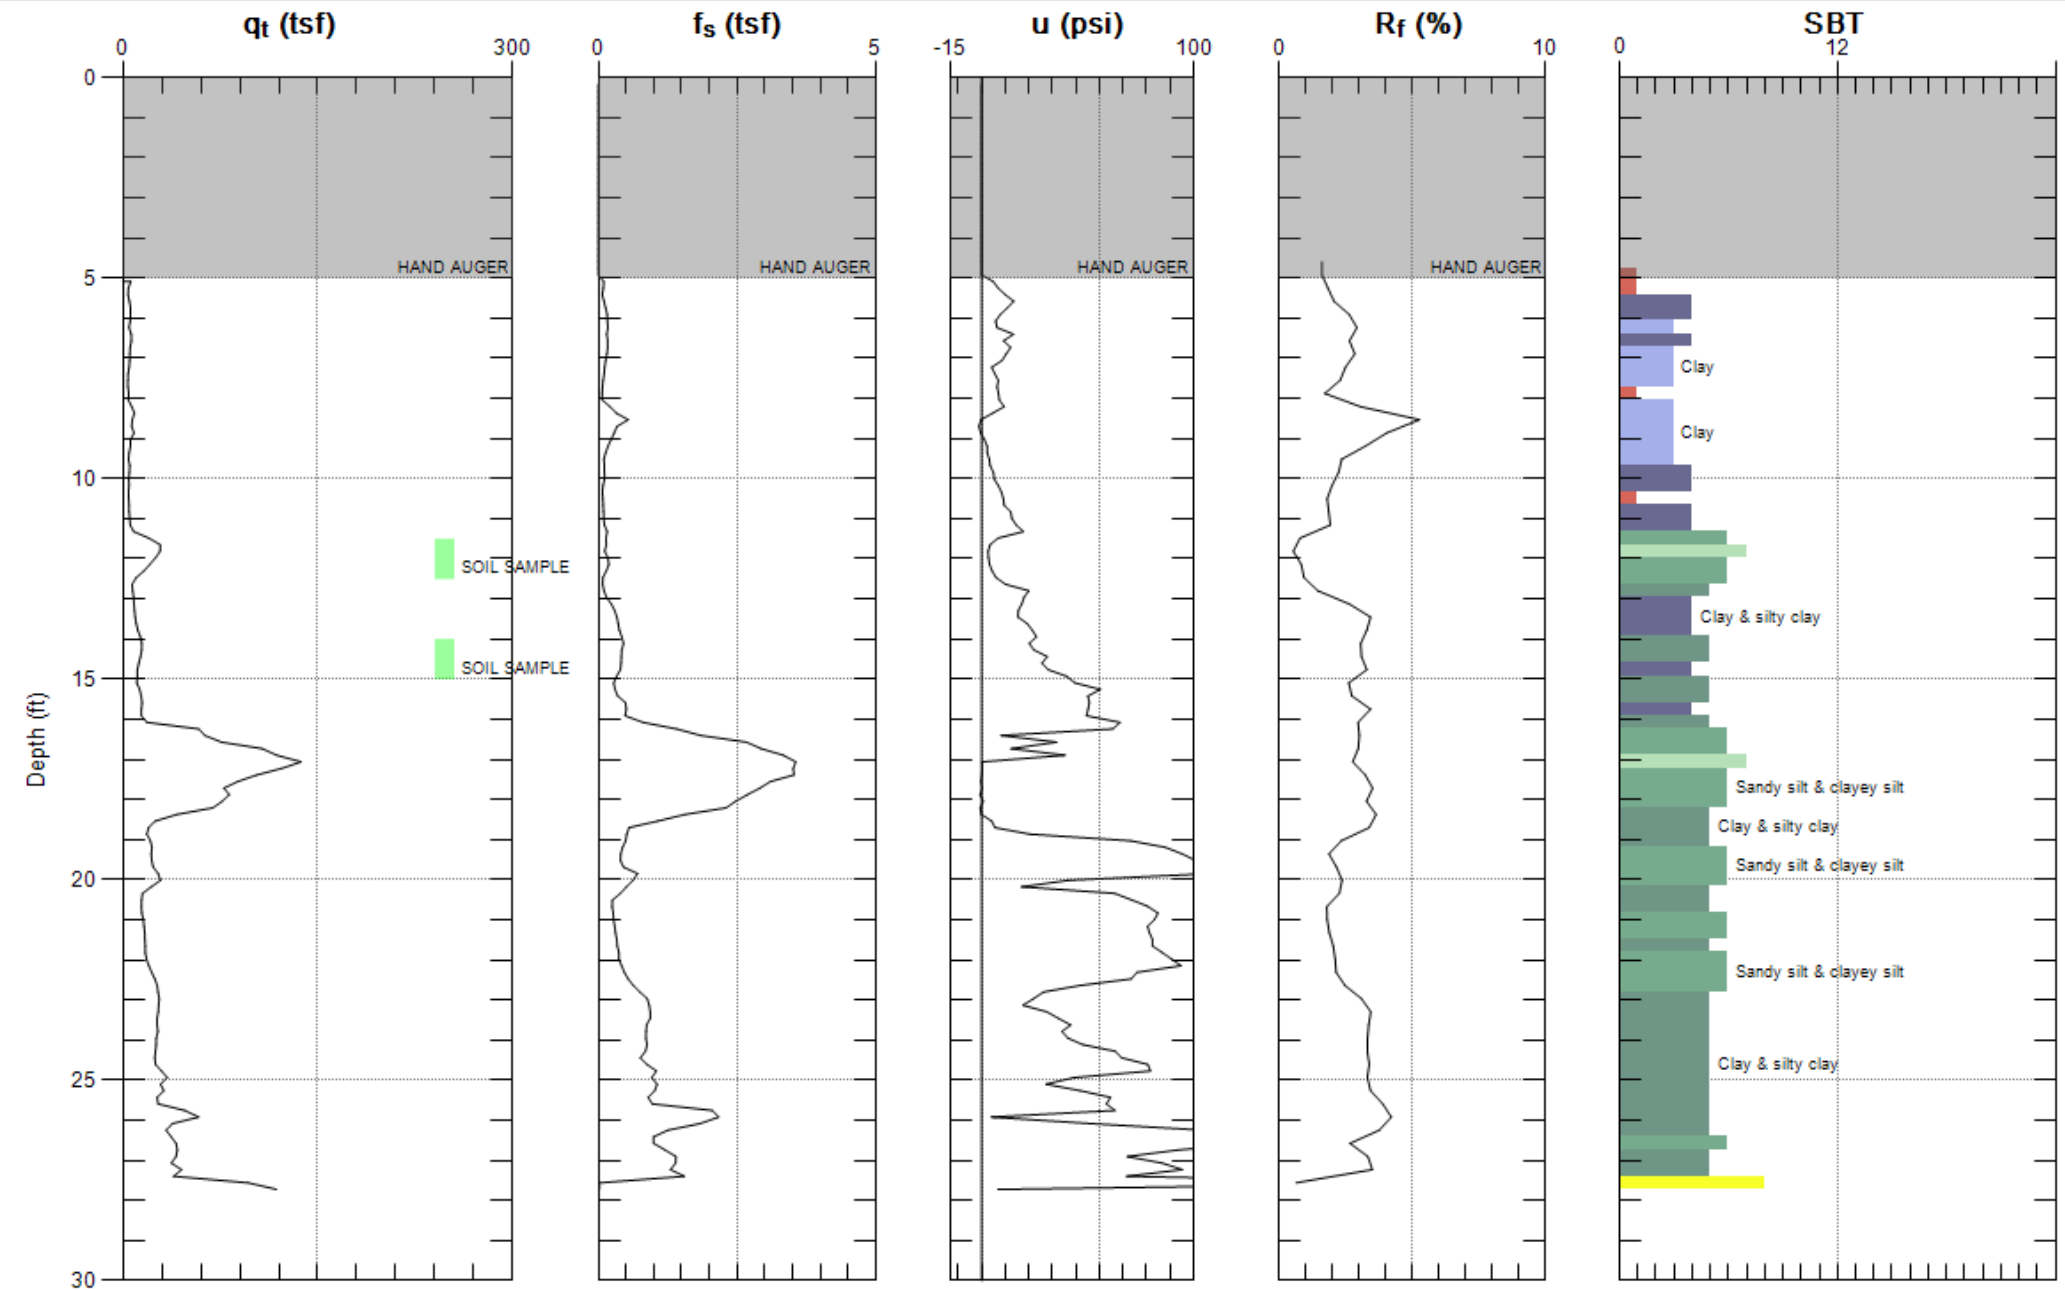 qt (tsf) fs (tsf) u (psi) Rf (%) SBT
0 300 0 5 -15 100 0 10 0 12
0
HAND AUGER HAND AUGER HAND AUGER HAND AUGER
5
Clay
Clay
10
SOIL SAMPLE
Clay & silty clay
SOIL SAMPLE
15
Depth (ft)
Sandy silt & clayey silt
Clay & silty clay
Sandy silt & clayey silt
20
Sandy silt & clayey silt
Clay & silty clay
25
30